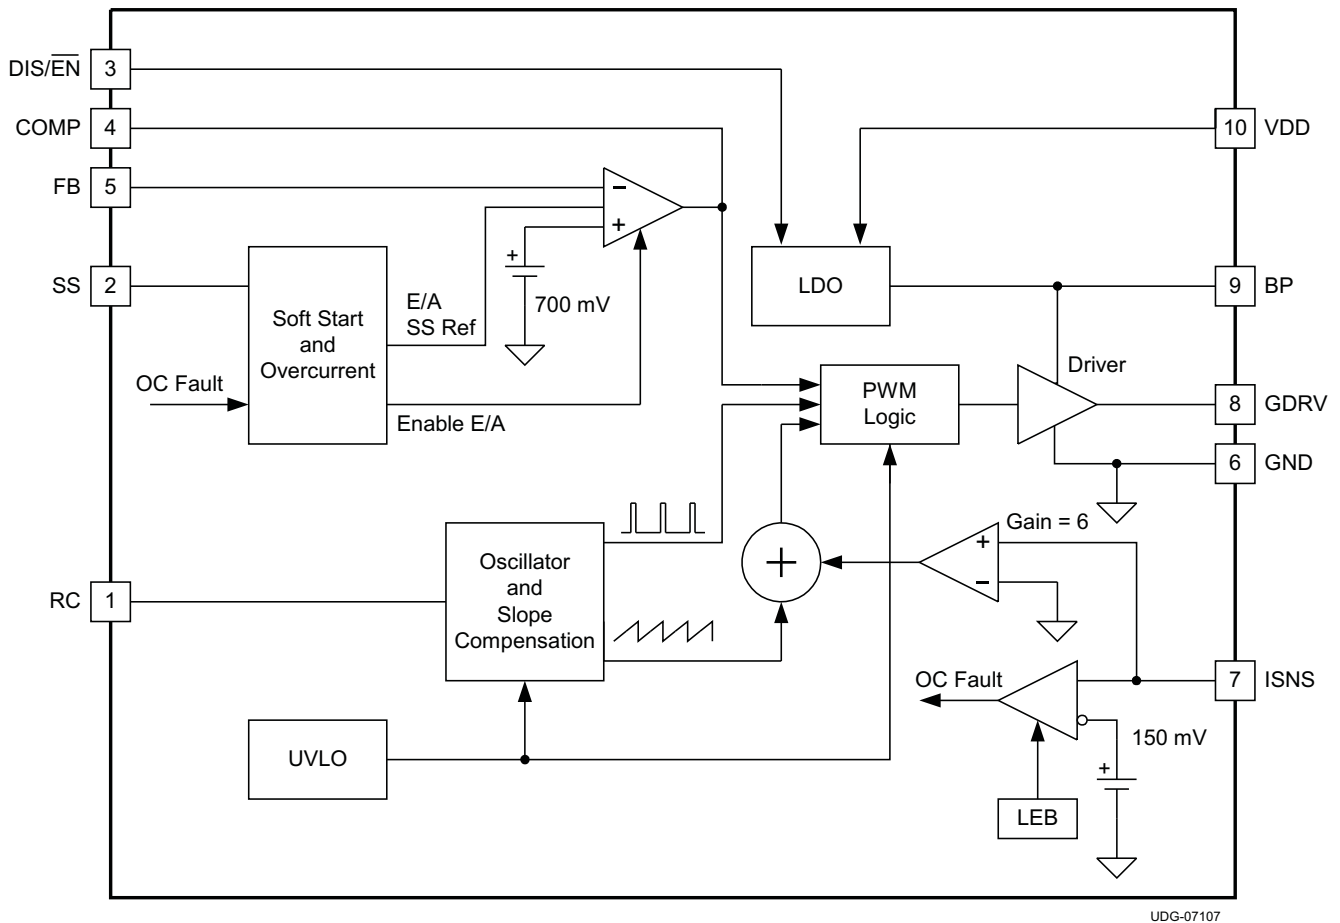 DIS/EN 3
COMP 4
10 VDD
FB 5
−
+
SS 2
Soft Start
and
Overcurrent
E/A
SS Ref
+
700 mV
LDO
9 BP
OC Fault
Enable E/A
PWM
Logic
Driver
8 GDRV
6 GND
Gain = 6
+
−
+
RC 1
Oscillator
and
Slope
Compensation
OC Fault
7 ISNS
150 mV
+
UVLO
LEB
UDG-07107